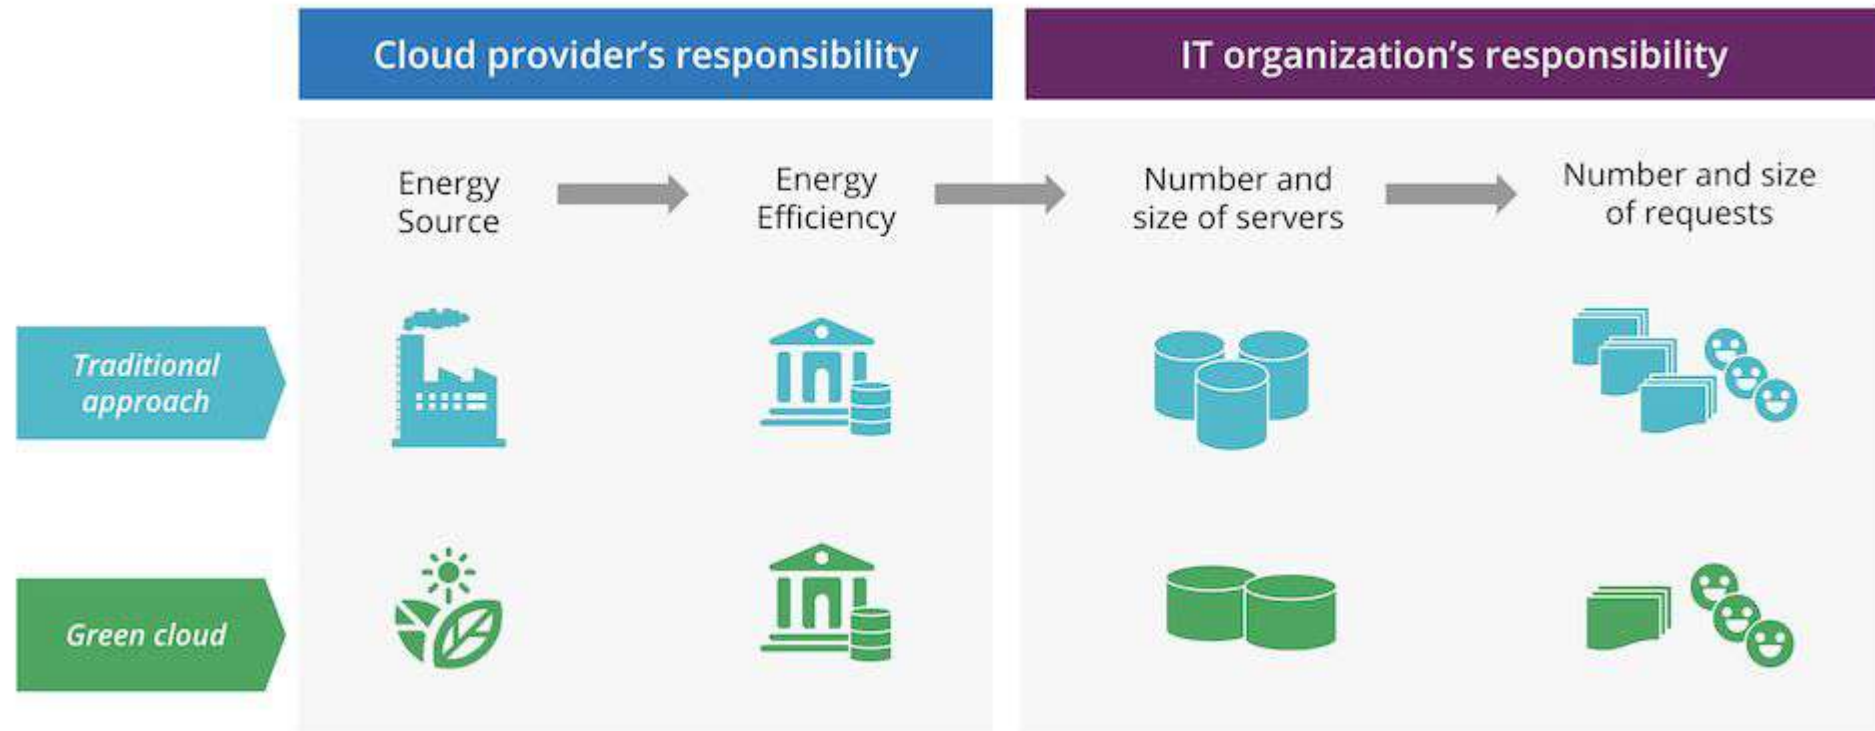 Cloud provider's responsibility
IT organization's responsibility
Energy
Source
Energy
Efficiency
Number and
size of servers
Number and size
of requests
Traditional
approach
Green cloud